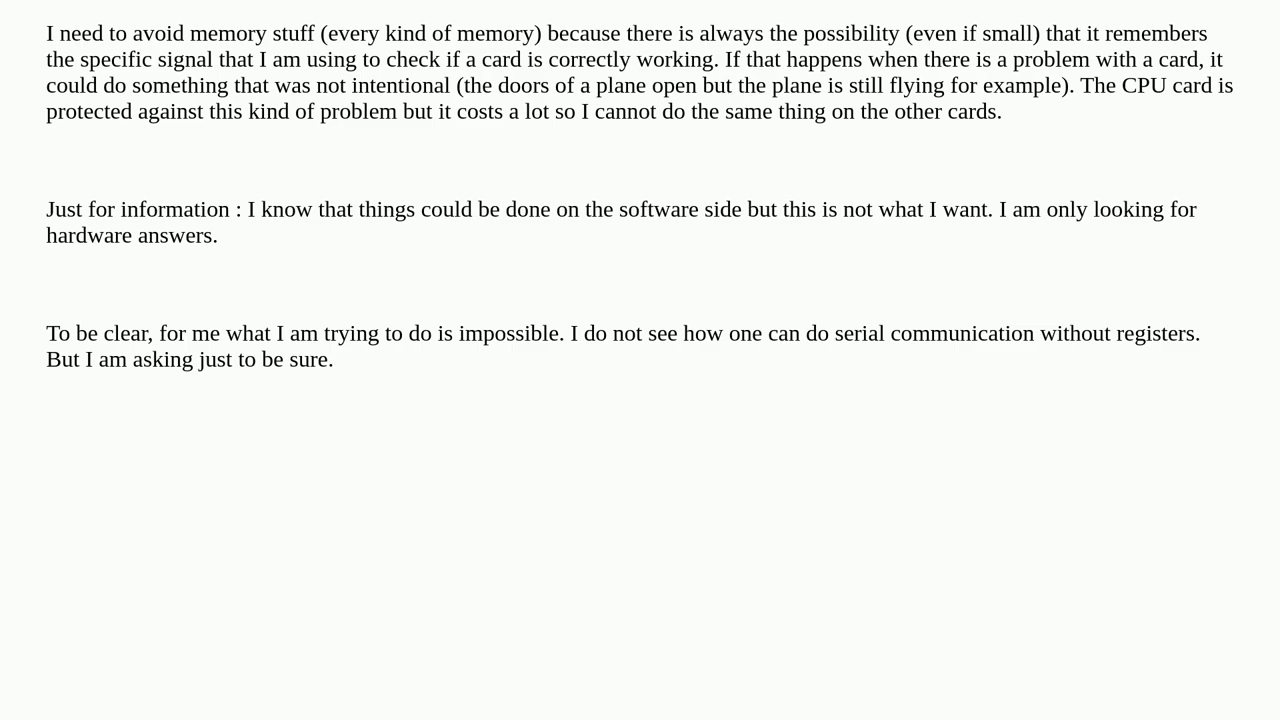 I need to avoid memory stuff (every kind of memory) because there is always the possibility (even if small) that it remembers
the specific signal that I am using to check if a card is correctly working. If that happens when there is a problem with a card, it
could do something that was not intentional (the doors of a plane open but the plane is still flying for example). The CPU card is
protected against this kind of problem but it costs a lot so I cannot do the same thing on the other cards.
Just for information : I know that things could be done on the software side but this is not what I want. I am only looking for
hardware answers.
To be clear, for me what I am trying to do is impossible. I do not see how one can do serial communication without registers.
But I am asking just to be sure.